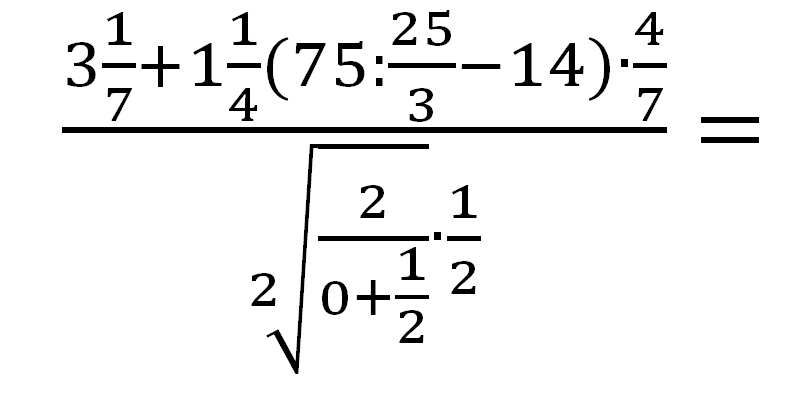 3 1/7 + 1 1/4 (75 : 25/3 − 14) · 4/7
2√(2/(0 + 1/2)) · 1/2 =